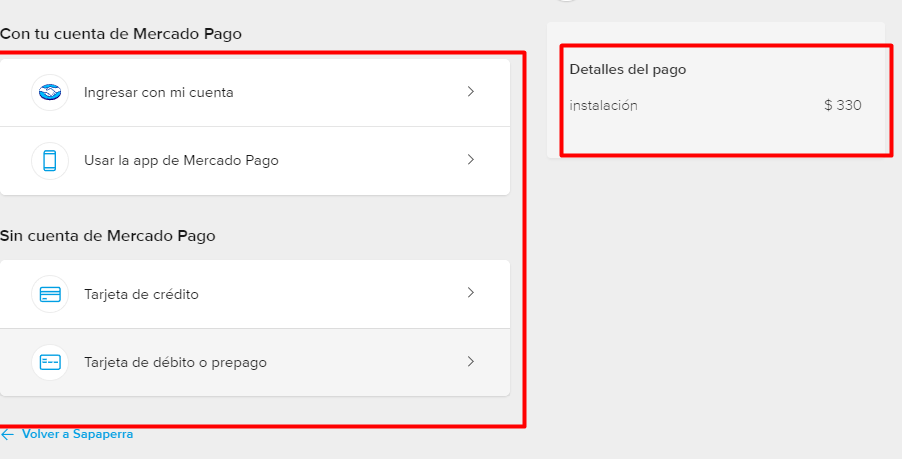 Con tu cuenta de Mercado Pago
Ingresar con mi cuenta
Usar la app de Mercado Pago
Sin cuenta de Mercado Pago
Tarjeta de crédito
Tarjeta de débito o prepago
Volver a Sapaperra
Detalles del pago
instalación $ 330